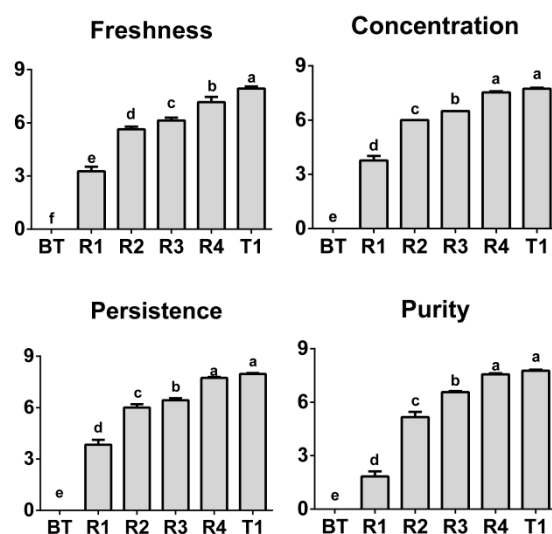 Freshness
9
6
3
0
f
e
d
c
b
a
BT R1 R2 R3 R4 T1
Concentration
9
6
3
0
e
d
c
b
a
a
BT R1 R2 R3 R4 T1
Persistence
9
6
3
0
e
d
c
b
a
a
BT R1 R2 R3 R4 T1
Purity
9
6
3
0
e
d
c
b
a
a
BT R1 R2 R3 R4 T1